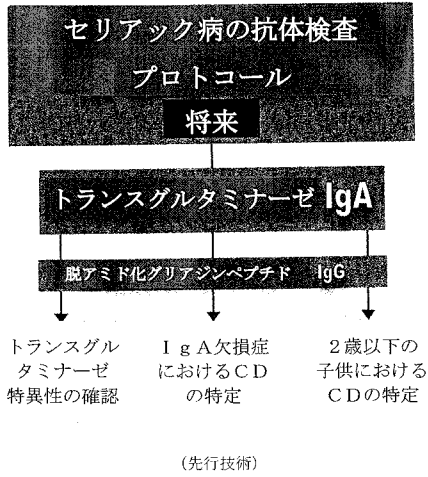 セリアック病の抗体検査
プロトコール
将来
トランスグルタミナーゼ IgA
脱アミド化グリアジンペプチド IgG
トランスグル
タミナーゼ
特異性の確認
IgA欠損症
におけるCD
の特定
2歳以下の
子供における
CDの特定
(先行技術)